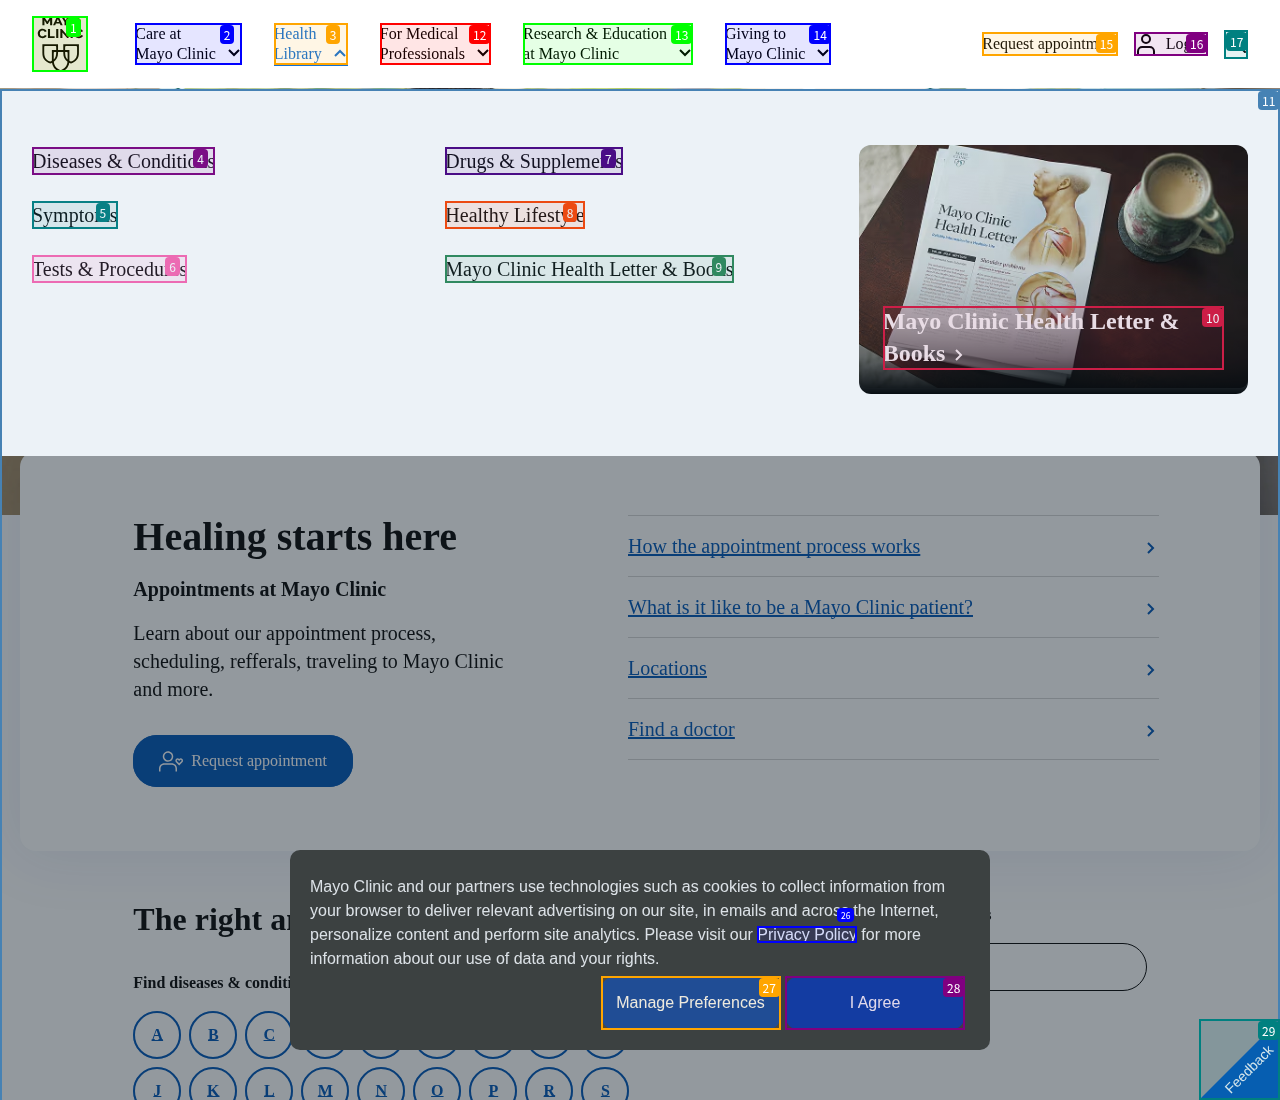 MAYO
CLINIC
1
Care at
Mayo Clinic
2
Health
Library
3
For Medical
Professionals
12
Research & Education
at Mayo Clinic
13
Giving to
Mayo Clinic
14
Request appointm
15
Log
16
17
11
Diseases & Conditions
4
Drugs & Supplements
7
Symptoms
5
Healthy Lifestyle
8
Tests & Procedures
6
Mayo Clinic Health Letter & Books
9
Mayo Clinic
Health Letter
Mayo Clinic Health Letter &
Books
10
Healing starts here
Appointments at Mayo Clinic
Learn about our appointment process,
scheduling, refferals, traveling to Mayo Clinic
and more.
Request appointment
How the appointment process works
What is it like to be a Mayo Clinic patient?
Locations
Find a doctor
The right an
Find diseases & conditi
A B C
J K L M N O P R S
Mayo Clinic and our partners use technologies such as cookies to collect information from
your browser to deliver relevant advertising on our site, in emails and across the Internet,
personalize content and perform site analytics. Please visit our Privacy Policy for more
information about our use of data and your rights.
26
Manage Preferences
27
I Agree
28
29
Feedback